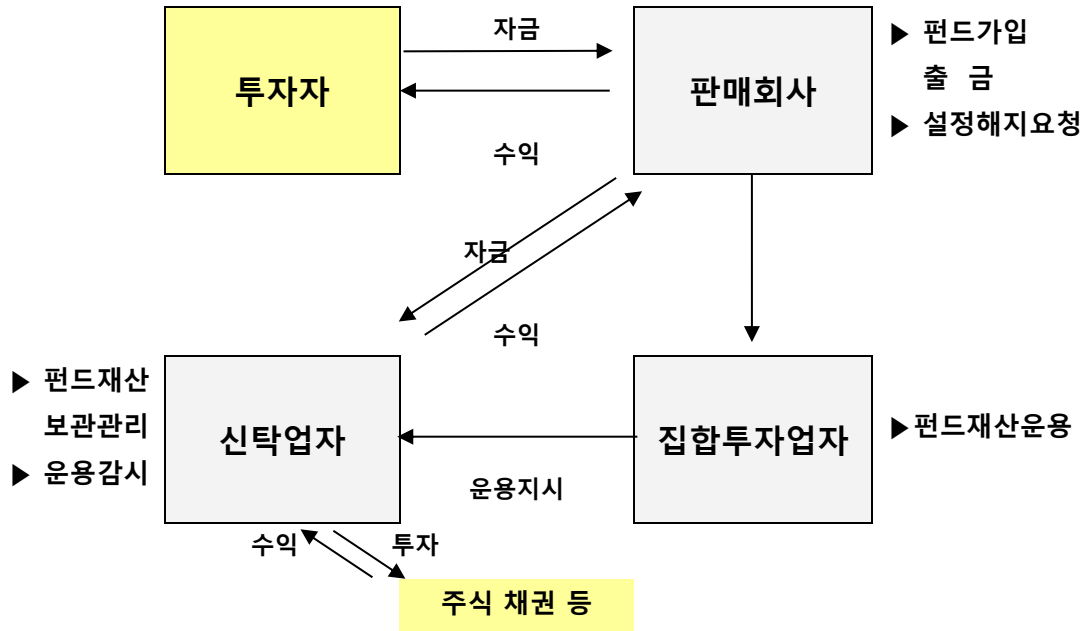 자금
▶ 펀드가입
출 금
▶ 설정해지요청
투자자
판매회사
수익
자금
수익
▶ 펀드재산
보관관리
▶ 운용감시
신탁업자
집합투자업자
▶펀드재산운용
운용지시
수익
투자
주식 채권 등